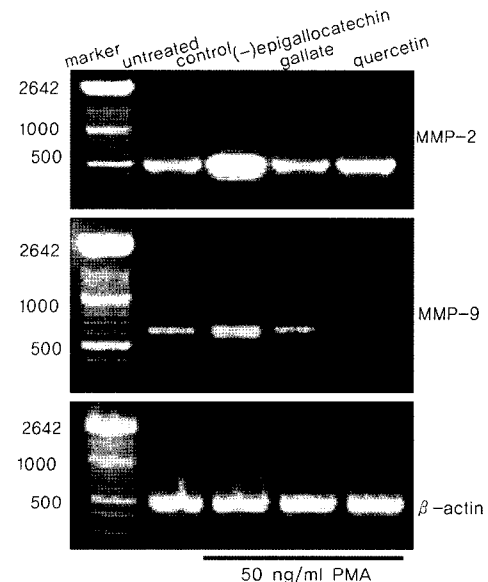 marker untreated control (-)epigallocatechin gallate quercetin
2642
1000
500
MMP-2
2642
1000
500
MMP-9
2642
1000
500
β-actin
50 ng/ml PMA